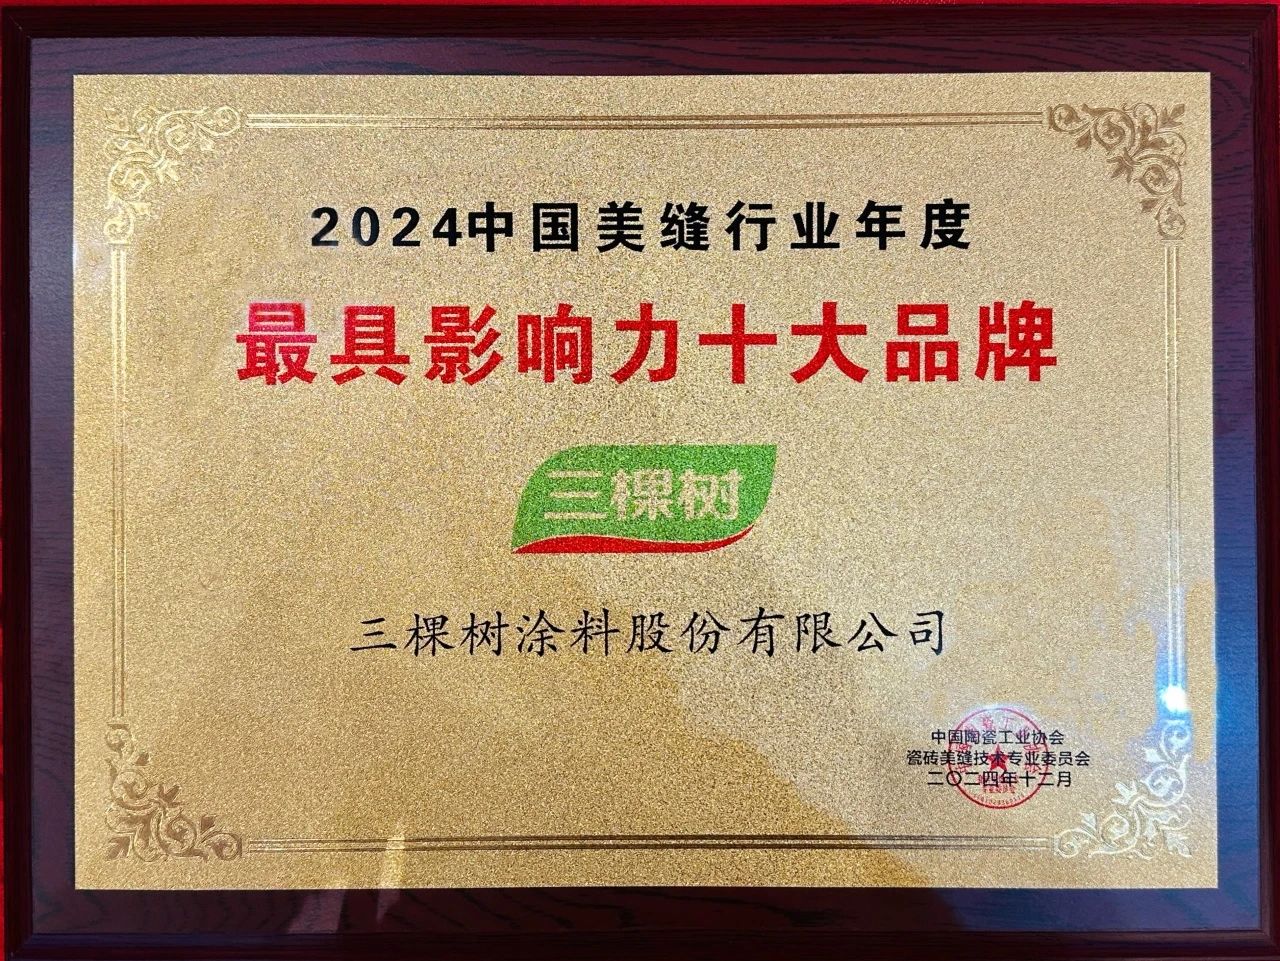 2024中国美缝行业年度
最具影响力十大品牌
三棵树
三棵树涂料股份有限公司
中国陶瓷工业协会
瓷砖美缝技术专业委员会
二〇二四年十二月